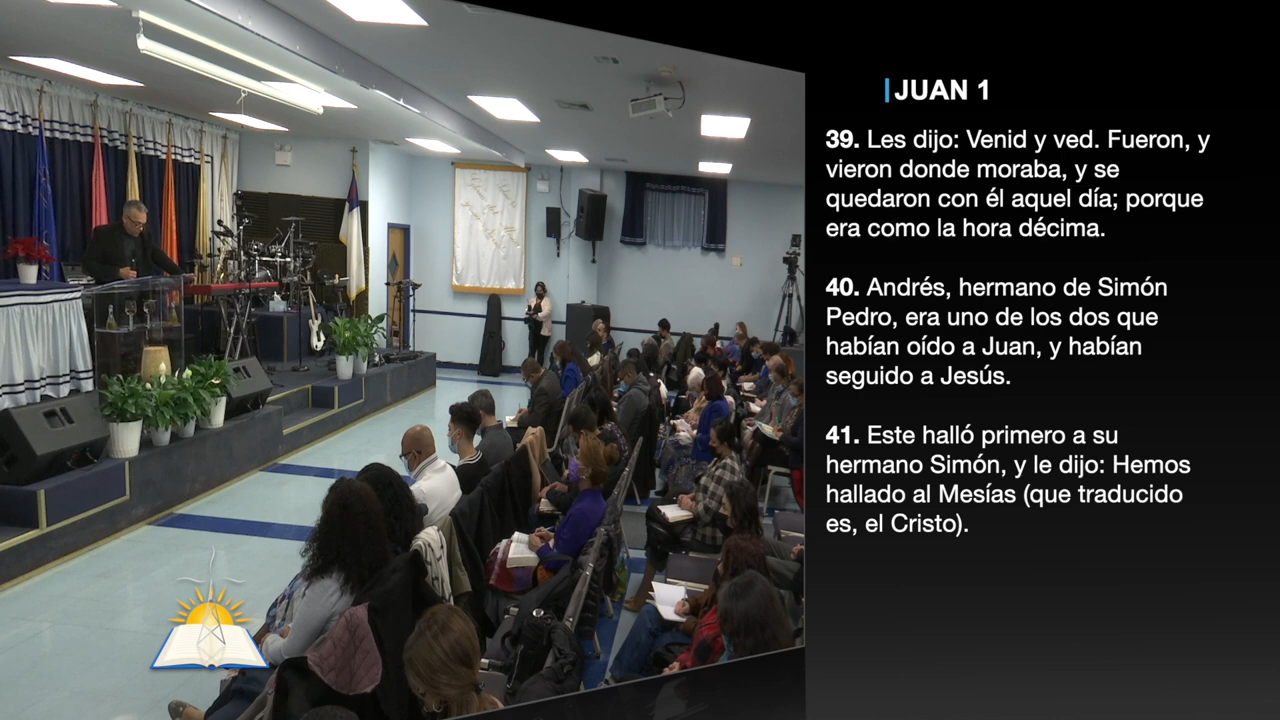 JUAN 1
39. Les dijo: Venid y ved. Fueron, y
vieron donde moraba, y se
quedaron con él aquel día; porque
era como la hora décima.
40. Andrés, hermano de Simón
Pedro, era uno de los dos que
habían oído a Juan, y habían
seguido a Jesús.
41. Este halló primero a su
hermano Simón, y le dijo: Hemos
hallado al Mesías (que traducido
es, el Cristo).